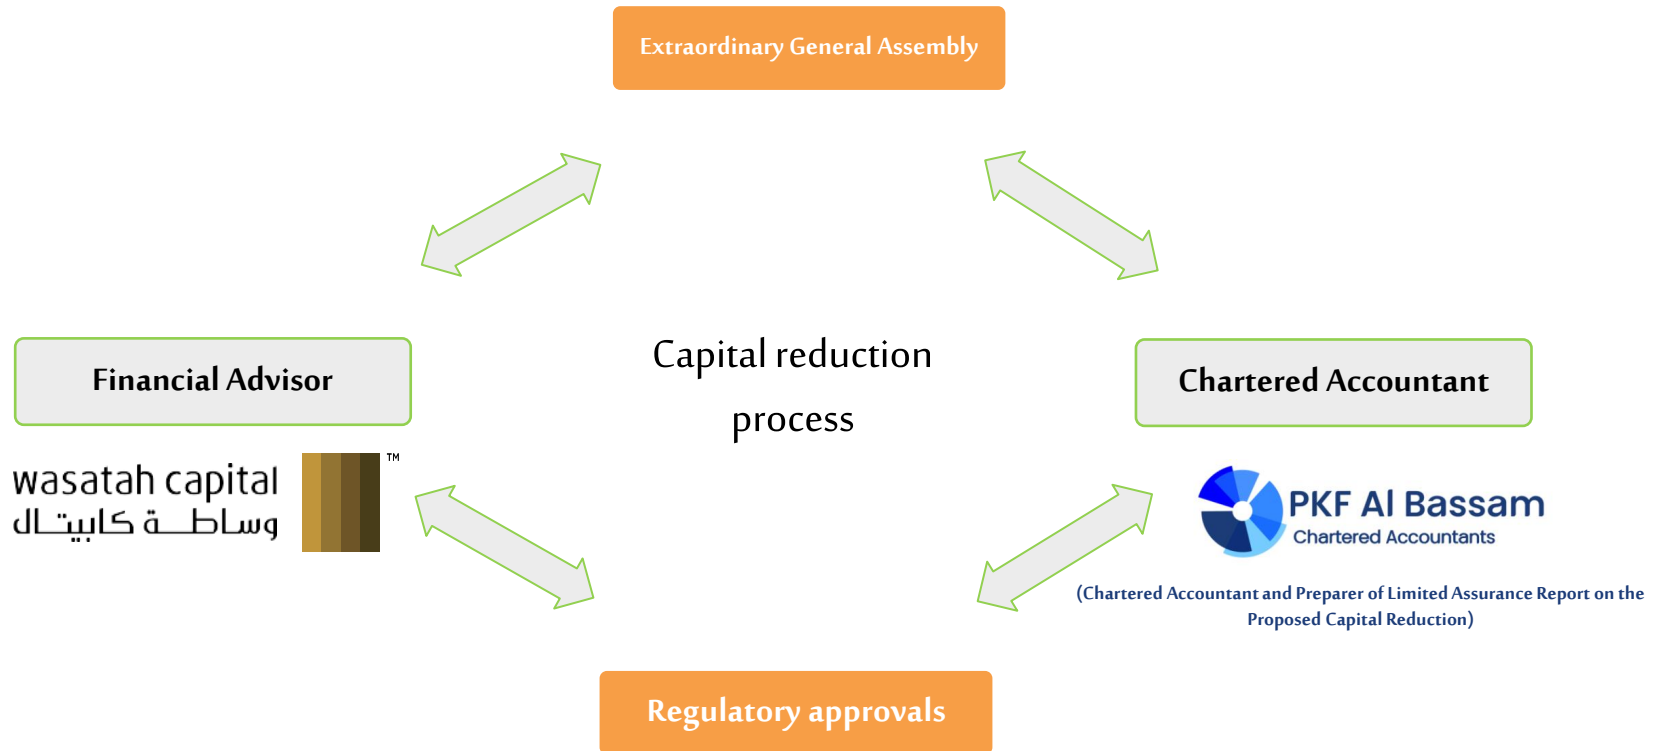 Extraordinary General Assembly
Capital reduction
process
Financial Advisor
Chartered Accountant
wasatah capital
وساطة كابيتال
TM
PKF Al Bassam
Chartered Accountants
(Chartered Accountant and Preparer of Limited Assurance Report on the
Proposed Capital Reduction)
Regulatory approvals